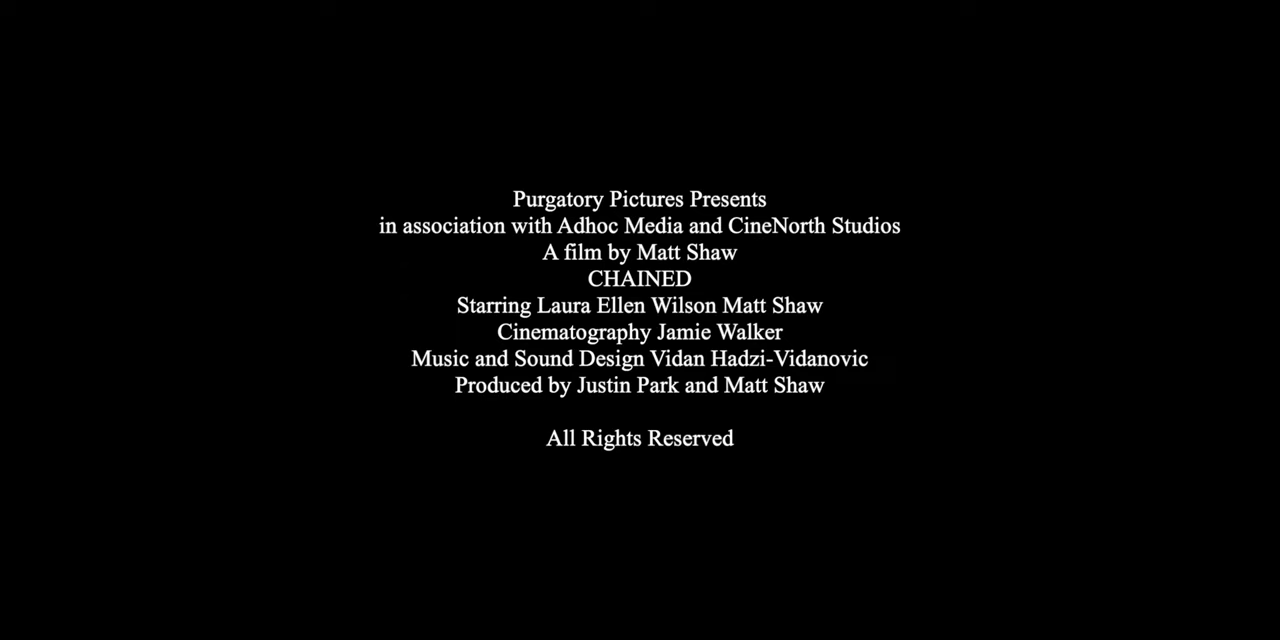 Purgatory Pictures Presents
in association with Adhoc Media and CineNorth Studios
A film by Matt Shaw
CHAINED
Starring Laura Ellen Wilson Matt Shaw
Cinematography Jamie Walker
Music and Sound Design Vidan Hadzi-Vidanovic
Produced by Justin Park and Matt Shaw
All Rights Reserved